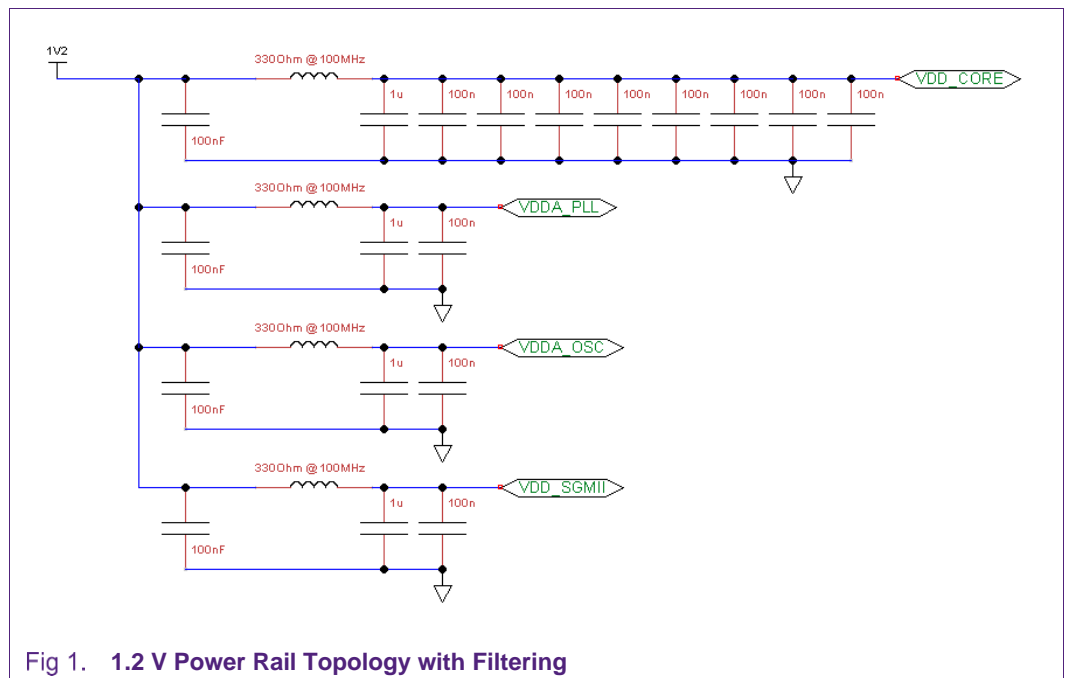 1V2
330Ohm @100MHz
VDD_CORE
1u 100n 100n 100n 100n 100n 100n 100n 100n
100nF
330Ohm @100MHz
VDDA_PLL
1u 100n
100nF
330Ohm @100MHz
VDDA_OSC
1u 100n
100nF
330Ohm @100MHz
VDD_SGMII
1u 100n
100nF
Fig 1. 1.2 V Power Rail Topology with Filtering